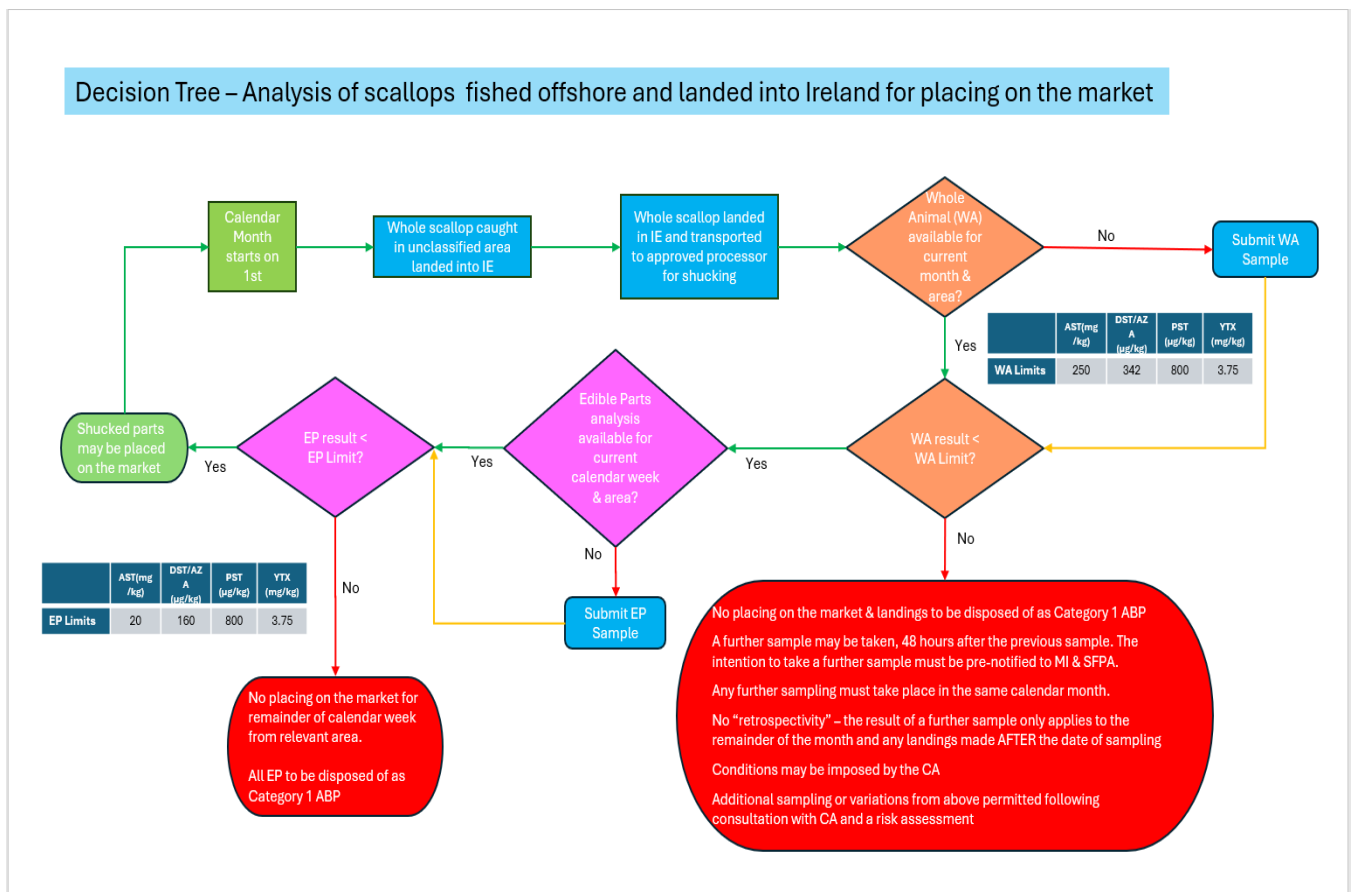 Decision Tree – Analysis of scallops  fished offshore and landed into Ireland for placing on the market
Calendar
Month
starts on
1st
Whole scallop caught
in unclassified area
landed into IE
Whole scallop landed
in IE and transported
to approved processor
for shucking
Whole
Animal (WA)
available for
current
month &
area?
No
Submit WA
Sample
Yes
AST(mg
/kg)
DST/AZ
A
(µg/kg)
PST
(µg/kg)
YTX
(mg/kg)
WA Limits
250
342
800
3.75
WA result <
WA Limit?
Yes
No
Edible Parts
analysis
available for
current
calendar week
& area?
Yes
No
Submit EP
Sample
EP result <
EP Limit?
Yes
No
Shucked parts
may be placed
on the market
AST(mg
/kg)
DST/AZ
A
(µg/kg)
PST
(µg/kg)
YTX
(mg/kg)
EP Limits
20
160
800
3.75
No placing on the market for
remainder of calendar week
from relevant area.
All EP to be disposed of as
Category 1 ABP
No placing on the market & landings to be disposed of as Category 1 ABP
A further sample may be taken, 48 hours after the previous sample. The
intention to take a further sample must be pre-notified to MI & SFPA.
Any further sampling must take place in the same calendar month.
No “retrospectivity” – the result of a further sample only applies to the
remainder of the month and any landings made AFTER the date of sampling
Conditions may be imposed by the CA
Additional sampling or variations from above permitted following
consultation with CA and a risk assessment